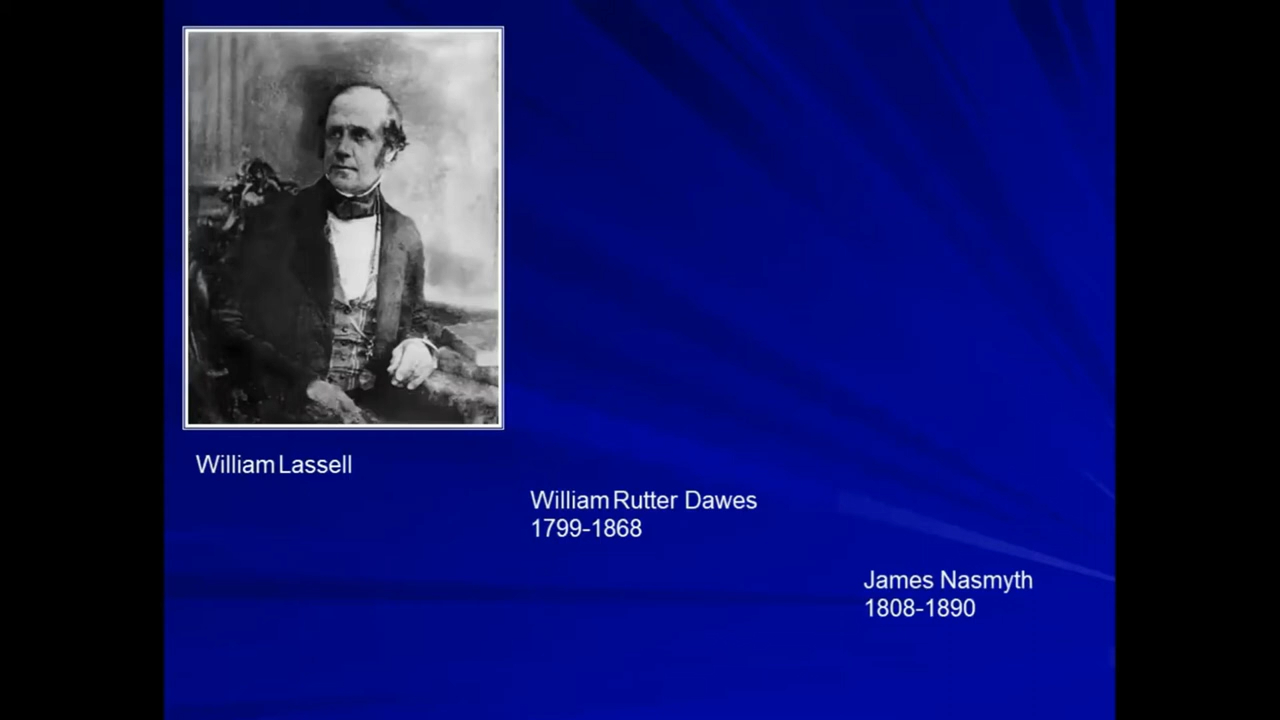 William Lassell
William Rutter Dawes
1799-1868
James Nasmyth
1808-1890